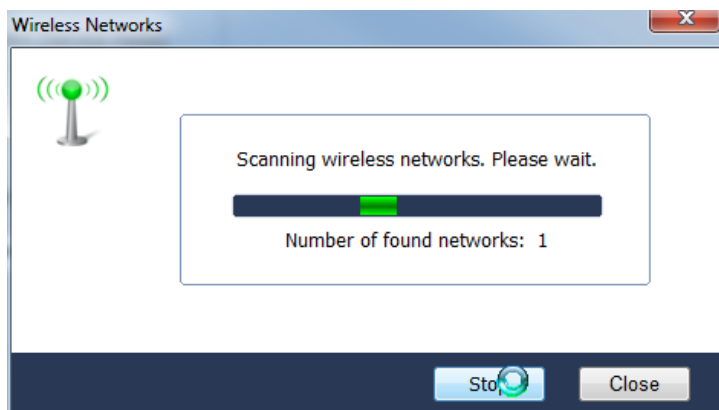 Wireless Networks
Scanning wireless networks. Please wait.
Number of found networks: 1
Stop
Close